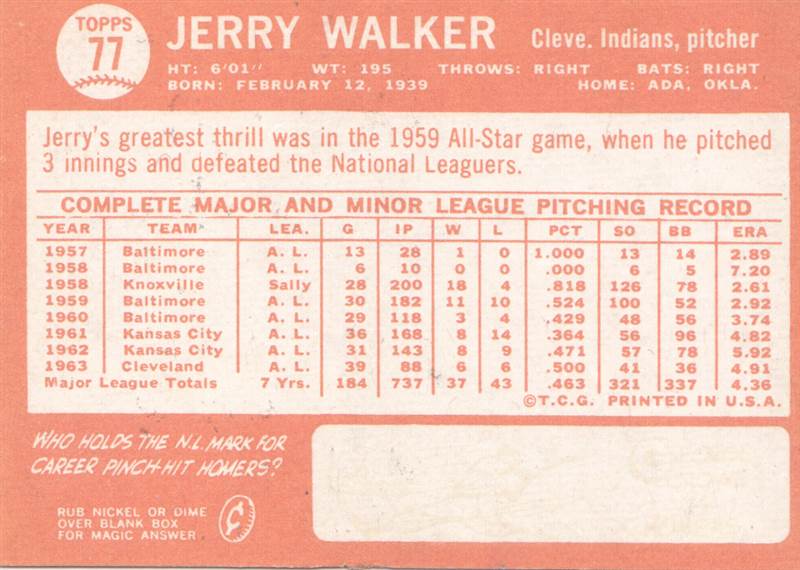 TOPPS
77
JERRY WALKER Cleve. Indians, pitcher
HT: 6'01" WT: 195 THROWS: RIGHT BATS: RIGHT
BORN: FEBRUARY 12, 1939 HOME: ADA, OKLA.
Jerry's greatest thrill was in the 1959 All-Star game, when he pitched
3 innings and defeated the National Leaguers.
COMPLETE MAJOR AND MINOR LEAGUE PITCHING RECORD
YEAR TEAM LEA. G IP W L PCT SO BB ERA
1957 Baltimore A. L. 13 28 1 0 1.000 13 14 2.89
1958 Baltimore A. L. 6 10 0 0 .000 6 5 7.20
1958 Knoxville Sally 28 200 18 4 .818 126 78 2.61
1959 Baltimore A. L. 30 182 11 10 .524 100 52 2.92
1960 Baltimore A. L. 29 118 3 4 .429 48 56 3.74
1961 Kansas City A. L. 36 168 8 14 .364 56 96 4.82
1962 Kansas City A. L. 31 143 8 9 .471 57 78 5.92
1963 Cleveland A. L. 39 88 6 6 .500 41 36 4.91
Major League Totals 7 Yrs. 184 737 37 43 .463 321 337 4.36
©T.C.G. PRINTED IN U.S.A.
WHO HOLDS THE N.L. MARK FOR
CAREER PINCH-HIT HOMERS?
RUB NICKEL OR DIME
OVER BLANK BOX
FOR MAGIC ANSWER
¢